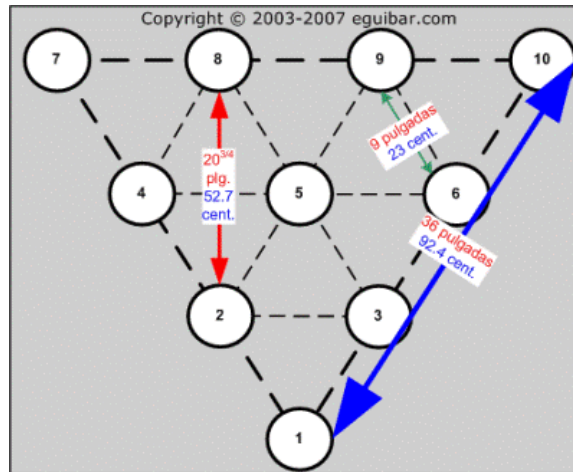 Copyright © 2003-2007 eguibar.com
7
8
9
10
9 pulgadas
23 cent.
20 3/4
plg.
52.7
cent.
4
5
6
36 pulgadas
92.4 cent.
2
3
1